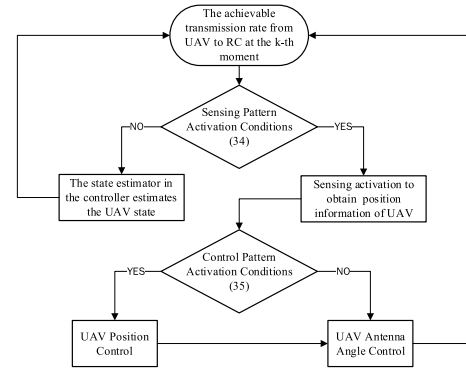 The achievable
transmission rate from
UAV to RC at the k-th
moment
Sensing Pattern
Activation Conditions
(34)
NO
YES
The state estimator in
the controller estimates
the UAV state
Sensing activation to
obtain position
information of UAV
Control Pattern
Activation Conditions
(35)
YES
NO
UAV Position
Control
UAV Antenna
Angle Control